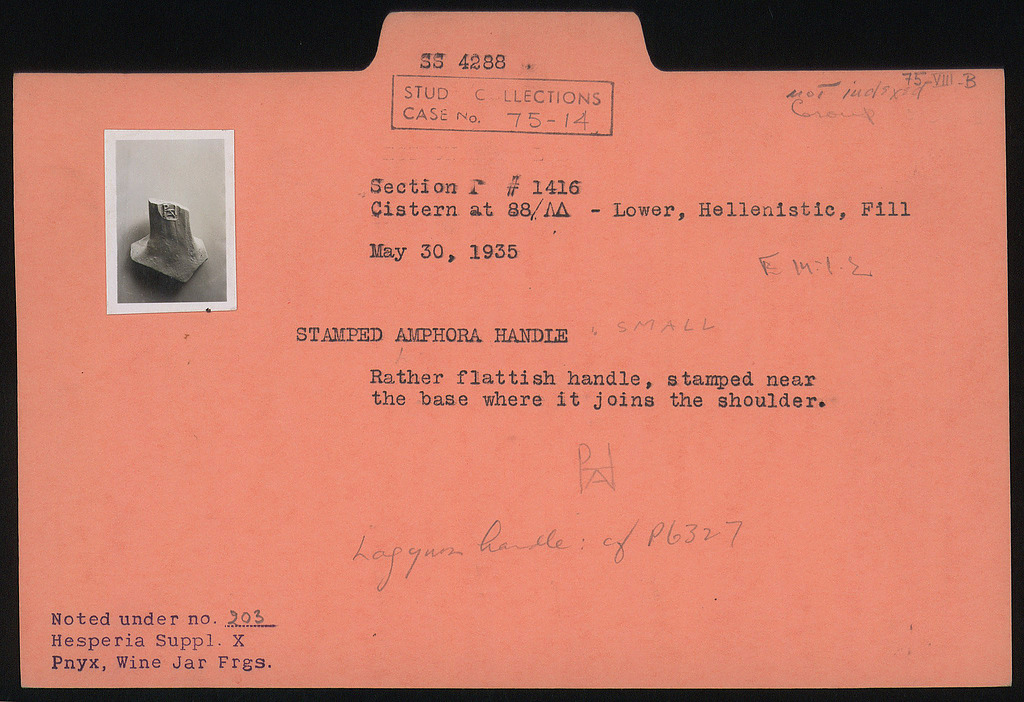 SS 4288
STUD C LLECTIONS
CASE No. 75-14
75-VIII-B
not indexed
Group
Section Γ # 1416
Cistern at 88/ΛΔ - Lower, Hellenistic, Fill
May 30, 1935
STAMPED AMPHORA HANDLE SMALL
Rather flattish handle, stamped near
the base where it joins the shoulder.
Lagynos handle: cf P6327
Noted under no. 203
Hesperia Suppl. X
Pnyx, Wine Jar Frgs.